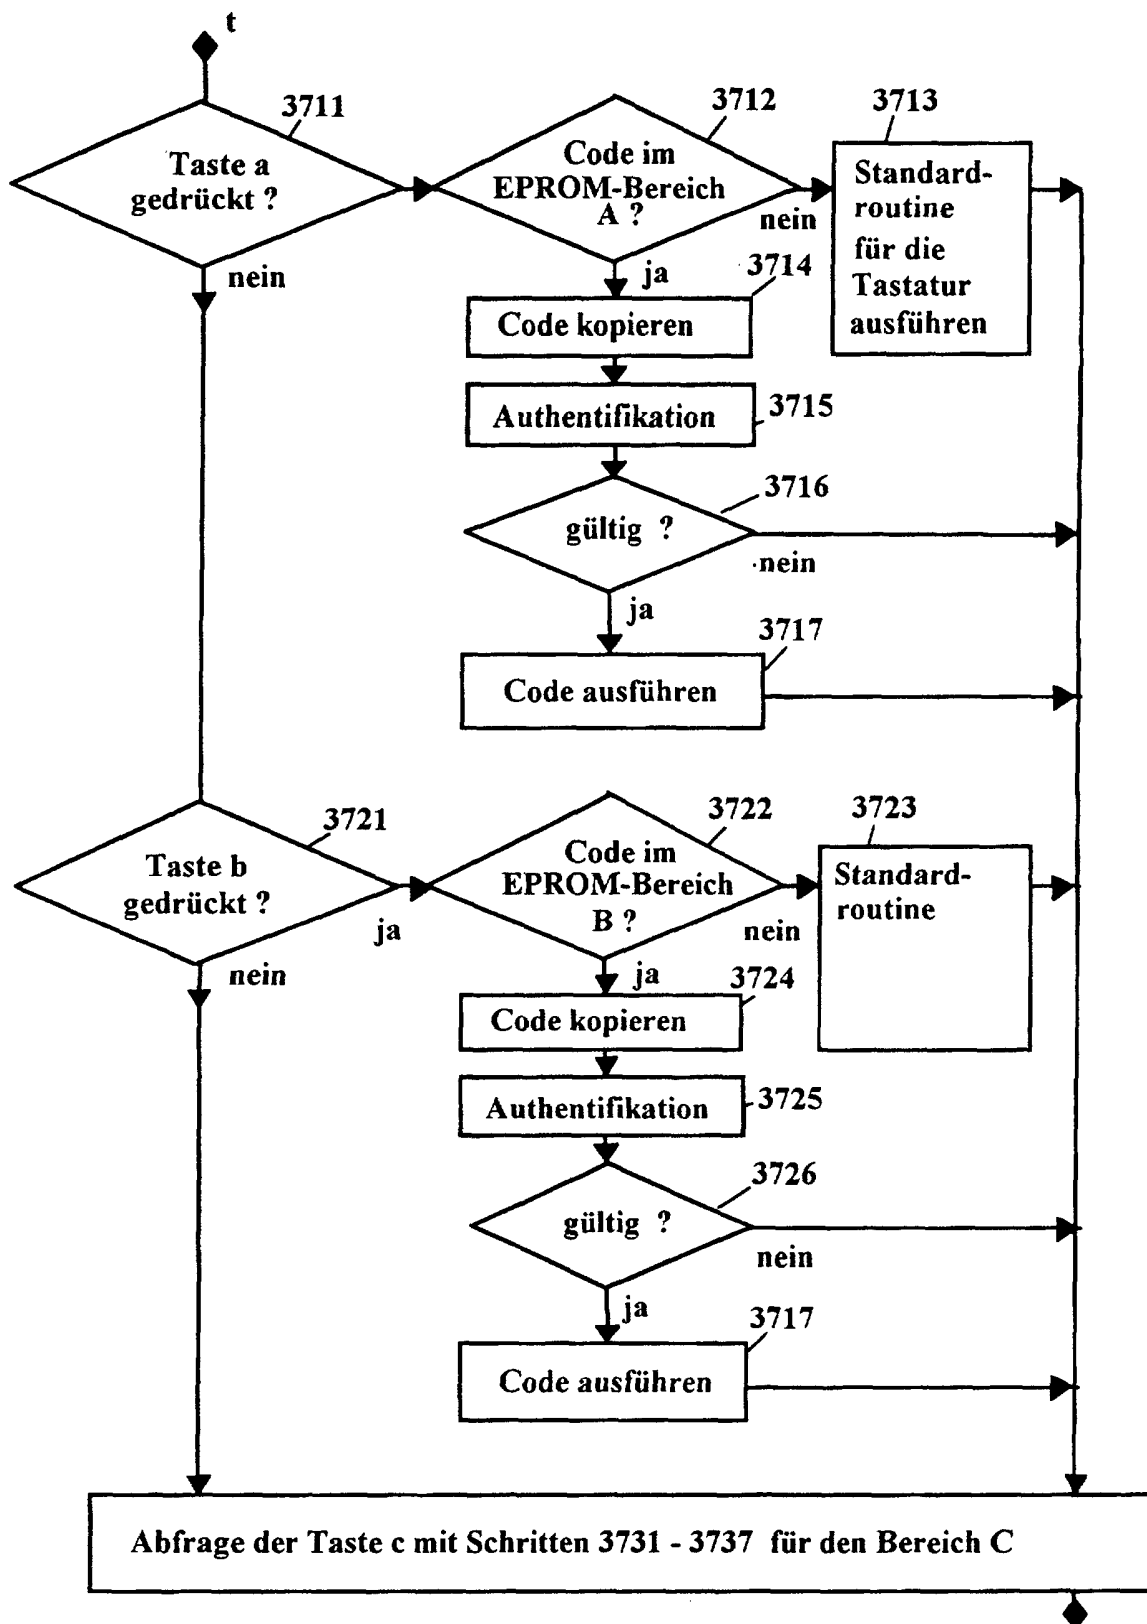 t
3711
3712
3713
Taste a
gedrückt ?
Code im
EPROM-Bereich
A ?
nein
Standard-
routine
für die
Tastatur
ausführen
nein
ja
3714
Code kopieren
Authentifikation
3715
3716
gültig ?
nein
ja
3717
Code ausführen
3721
3722
3723
Taste b
gedrückt ?
ja
Code im
EPROM-Bereich
B ?
nein
Standard-
routine
nein
ja
3724
Code kopieren
Authentifikation
3725
3726
gültig ?
nein
ja
3717
Code ausführen
Abfrage der Taste c mit Schritten 3731 - 3737 für den Bereich C